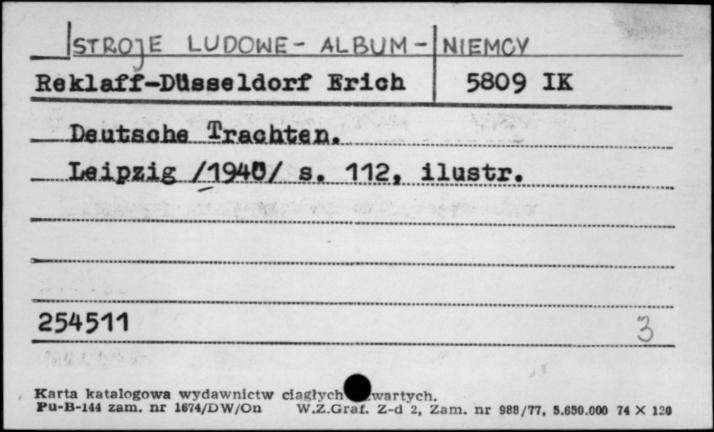 STROJE LUDOWE - ALBUM - NIEMCY
Reklaff-Düsseldorf Erich 5809 IK
Deutsche Trachten.
Leipzig /1940/ s. 112, ilustr.
254511 3
Karta katalogowa wydawnictw ciągłych wartych.
Pu-B-144 zam. nr 1674/DW/On W.Z.Graf. Z-d 2, Zam. nr 988/77, 5.650.000 74 X 120